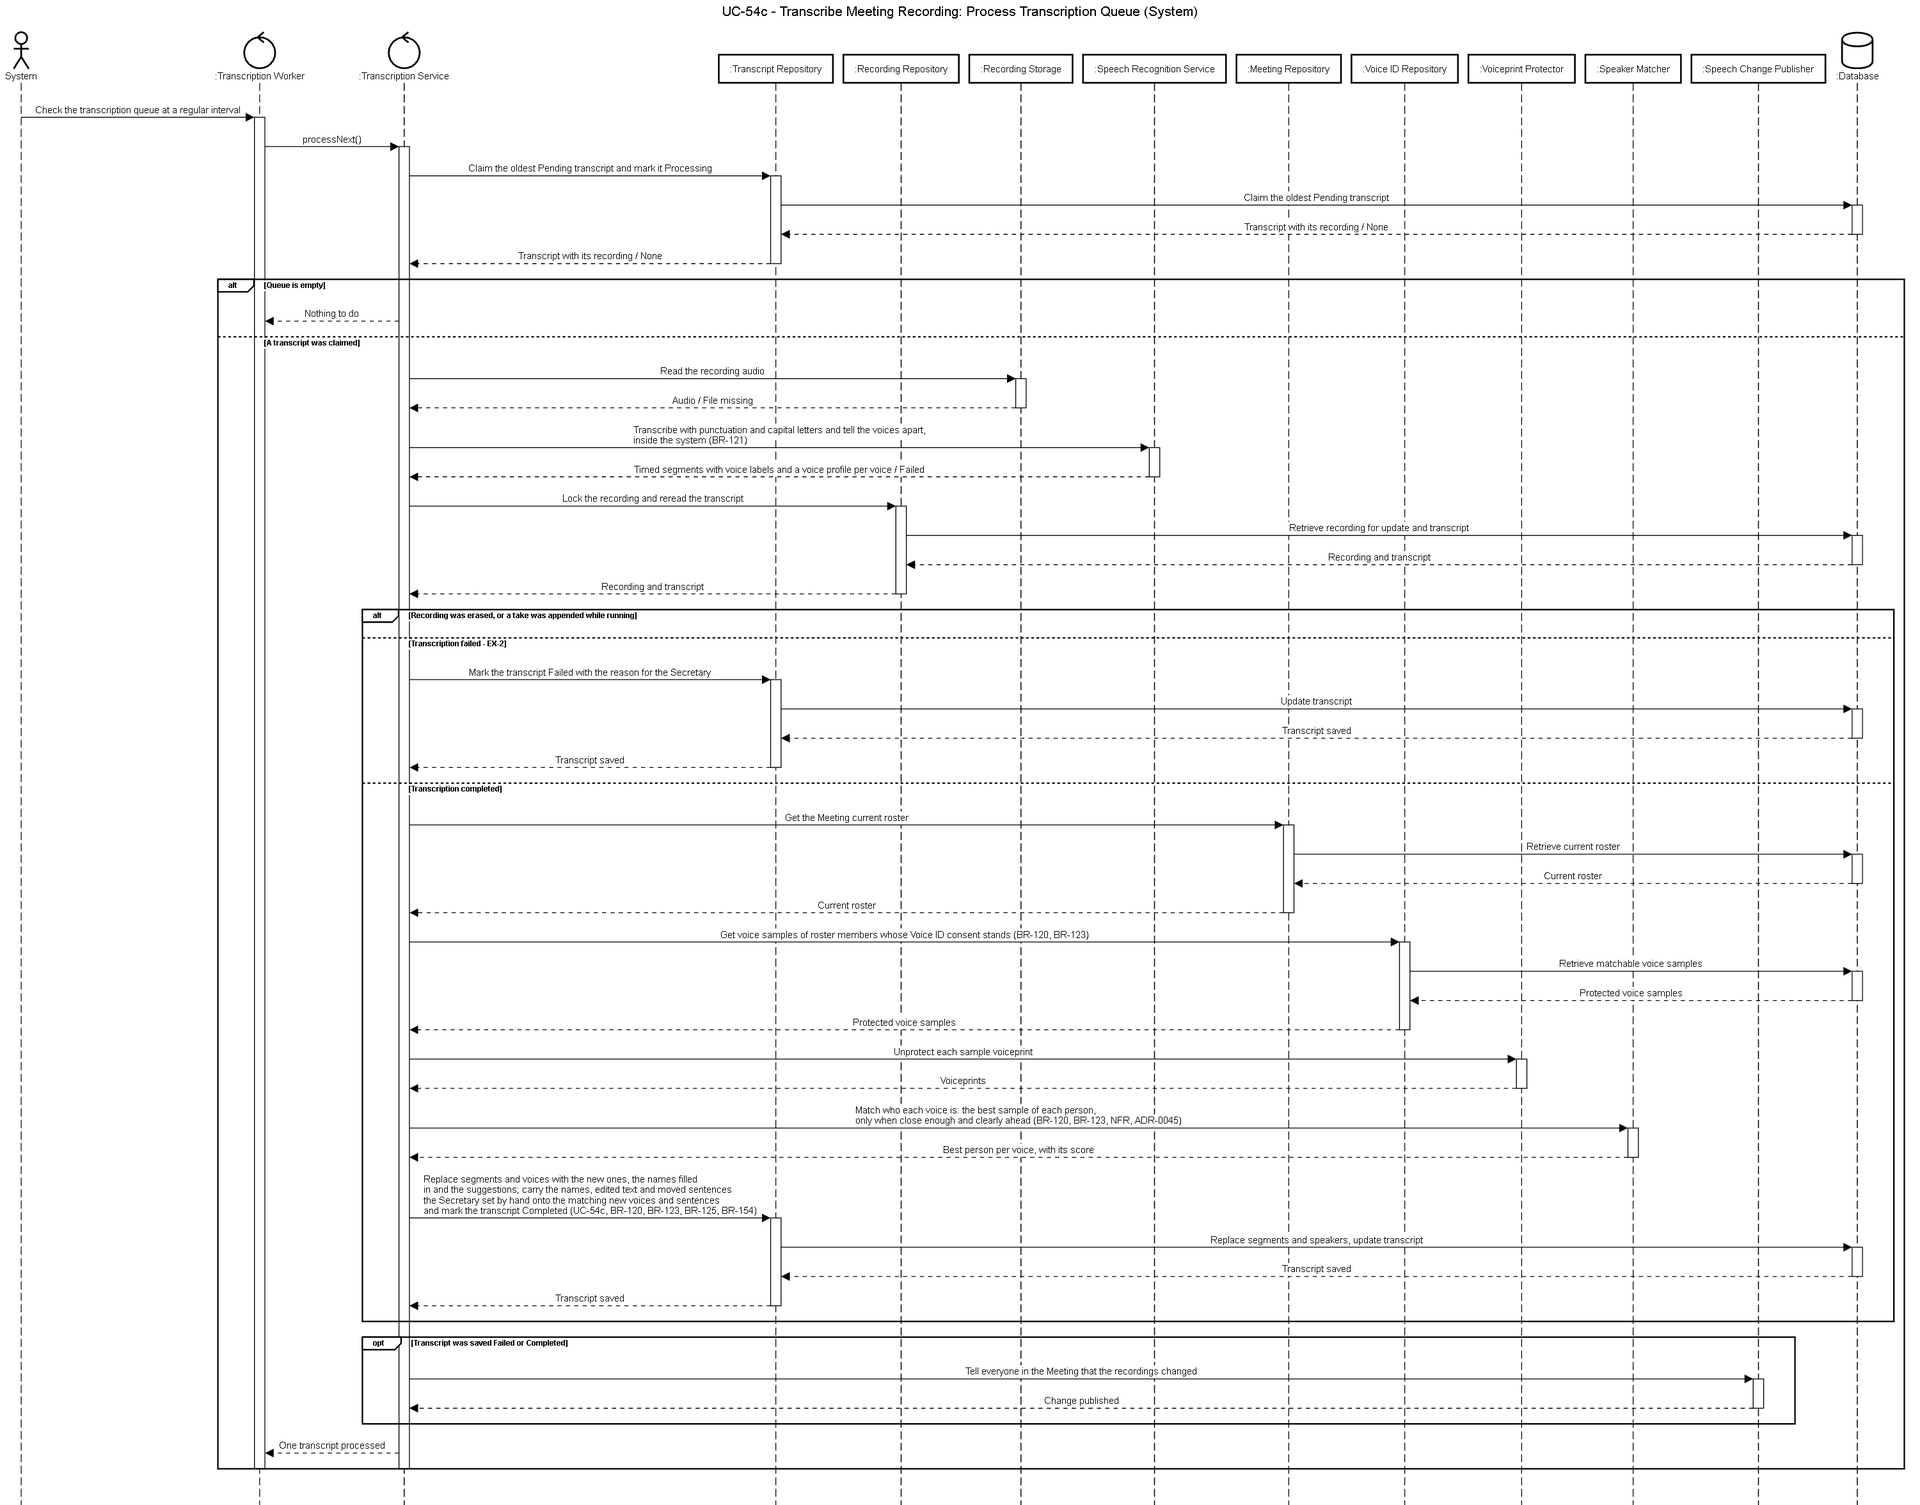 UC-54c - Transcribe Meeting Recording: Process Transcription Queue (System)
System
:Transcription Worker
:Transcription Service
:Transcript Repository
:Recording Repository
:Recording Storage
:Speech Recognition Service
:Meeting Repository
:Voice ID Repository
:Voiceprint Protector
:Speaker Matcher
:Speech Change Publisher
:Database
Check the transcription queue at a regular interval
processNext()
Claim the oldest Pending transcript and mark it Processing
Claim the oldest Pending transcript
Transcript with its recording / None
Transcript with its recording / None
alt
[Queue is empty]
Nothing to do
[A transcript was claimed]
Read the recording audio
Audio / File missing
Transcribe with punctuation and capital letters and tell the voices apart,
inside the system (BR-121)
Timed segments with voice labels and a voice profile per voice / Failed
Lock the recording and reread the transcript
Retrieve recording for update and transcript
Recording and transcript
Recording and transcript
alt
[Recording was erased, or a take was appended while running]
[Transcription failed - EX-2]
Mark the transcript Failed with the reason for the Secretary
Update transcript
Transcript saved
Transcript saved
[Transcription completed]
Get the Meeting current roster
Retrieve current roster
Current roster
Current roster
Get voice samples of roster members whose Voice ID consent stands (BR-120, BR-123)
Retrieve matchable voice samples
Protected voice samples
Protected voice samples
Unprotect each sample voiceprint
Voiceprints
Match who each voice is: the best sample of each person,
only when close enough and clearly ahead (BR-120, BR-123, NFR, ADR-0045)
Best person per voice, with its score
Replace segments and voices with the new ones, the names filled
in and the suggestions; carry the names, edited text and moved sentences
the Secretary set by hand onto the matching new voices and sentences
and mark the transcript Completed (UC-54c, BR-120, BR-123, BR-125, BR-154)
Replace segments and speakers, update transcript
Transcript saved
Transcript saved
opt
[Transcript was saved Failed or Completed]
Tell everyone in the Meeting that the recordings changed
Change published
One transcript processed